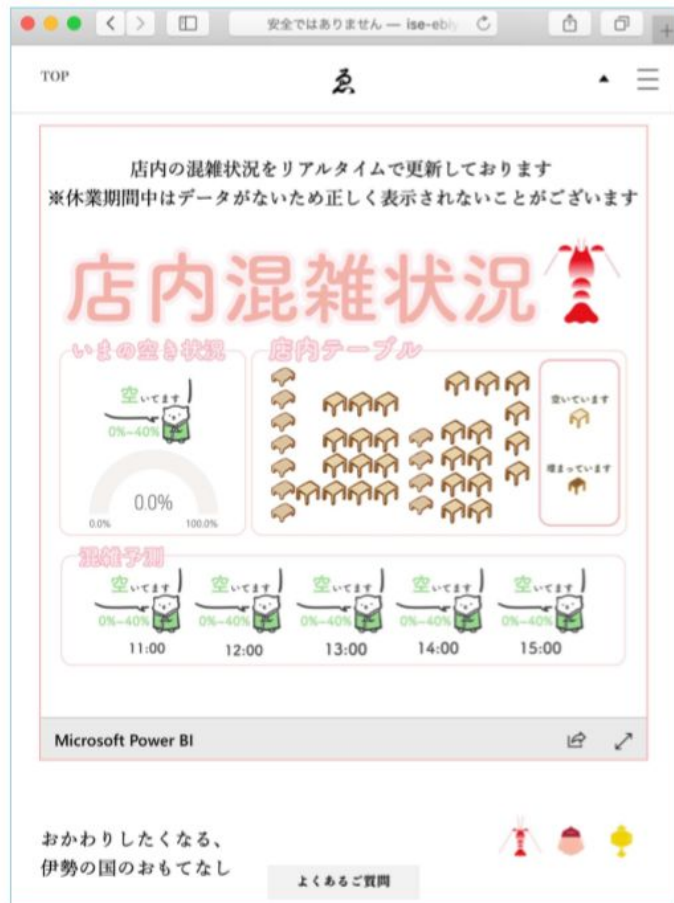 安全ではありません — ise-ebiy
TOP
ゑ
店内の混雑状況をリアルタイムで更新しております
※休業期間中はデータがないため正しく表示されないことがございます
店内混雑状況
いまの空き状況
空いてます
0%~40%
0.0%
0.0%
100.0%
店内テーブル
空いています
埋まっています
混雑予測
空いてます 空いてます 空いてます 空いてます 空いてます
0%~40% 0%~40% 0%~40% 0%~40% 0%~40%
11:00 12:00 13:00 14:00 15:00
Microsoft Power BI
おかわりしたくなる、
伊勢の国のおもてなし
よくあるご質問